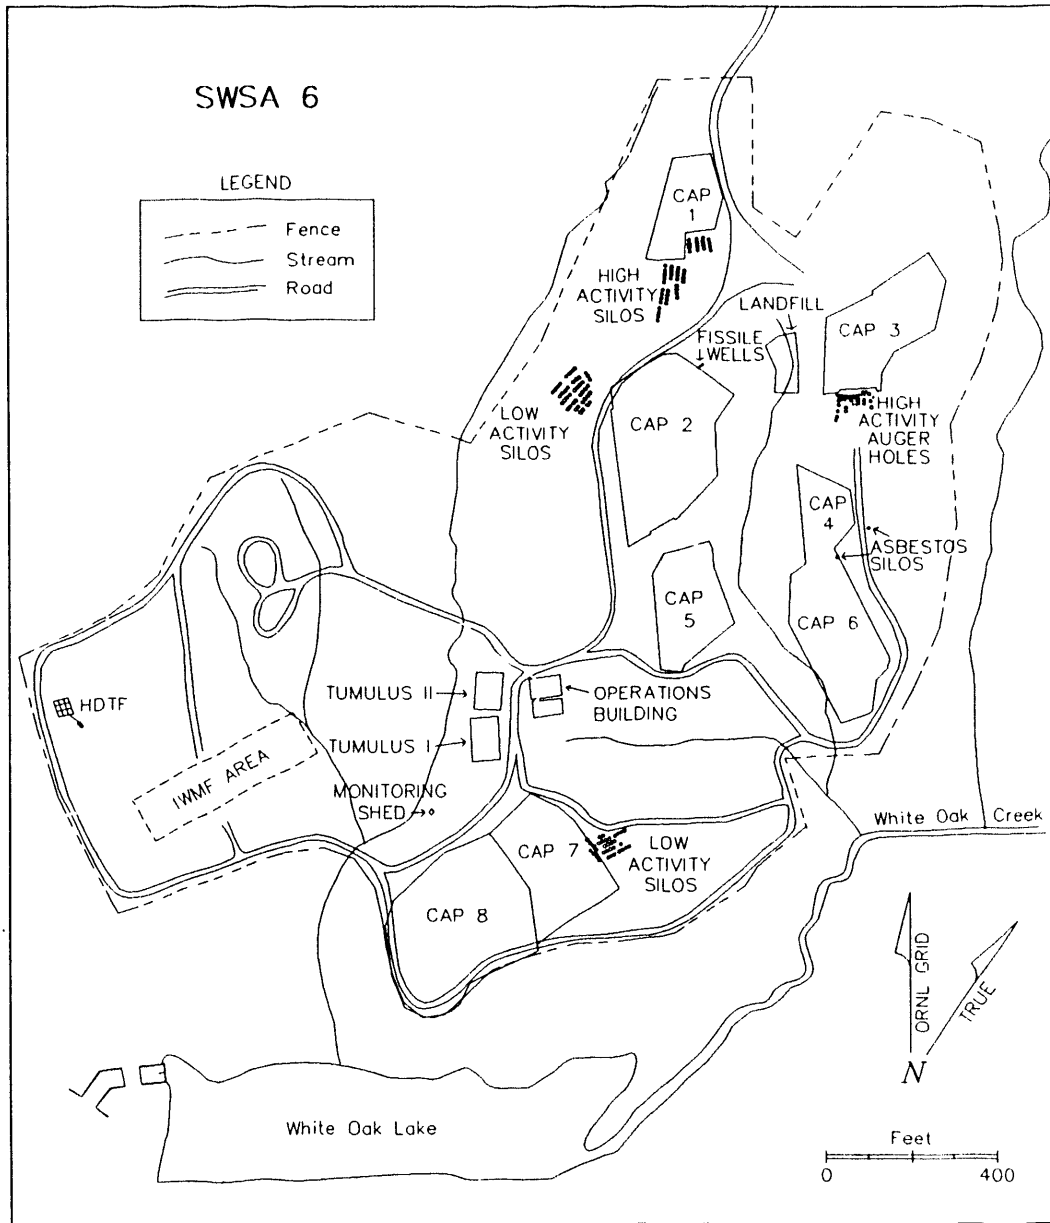 SWSA 6
LEGEND
Fence
Stream
Road
CAP
1
HIGH
ACTIVITY
SILOS
LANDFILL
FISSILE
WELLS
CAP 3
LOW
ACTIVITY
SILOS
CAP 2
HIGH
ACTIVITY
AUGER
HOLES
CAP
4
ASBESTOS
SILOS
CAP
5
CAP 6
HDTF
TUMULUS II
OPERATIONS
BUILDING
TUMULUS I
IWMF AREA
MONITORING
SHED
CAP 7
LOW
ACTIVITY
SILOS
White Oak Creek
CAP 8
ORNL GRID
TRUE
N
White Oak Lake
Feet
0 400